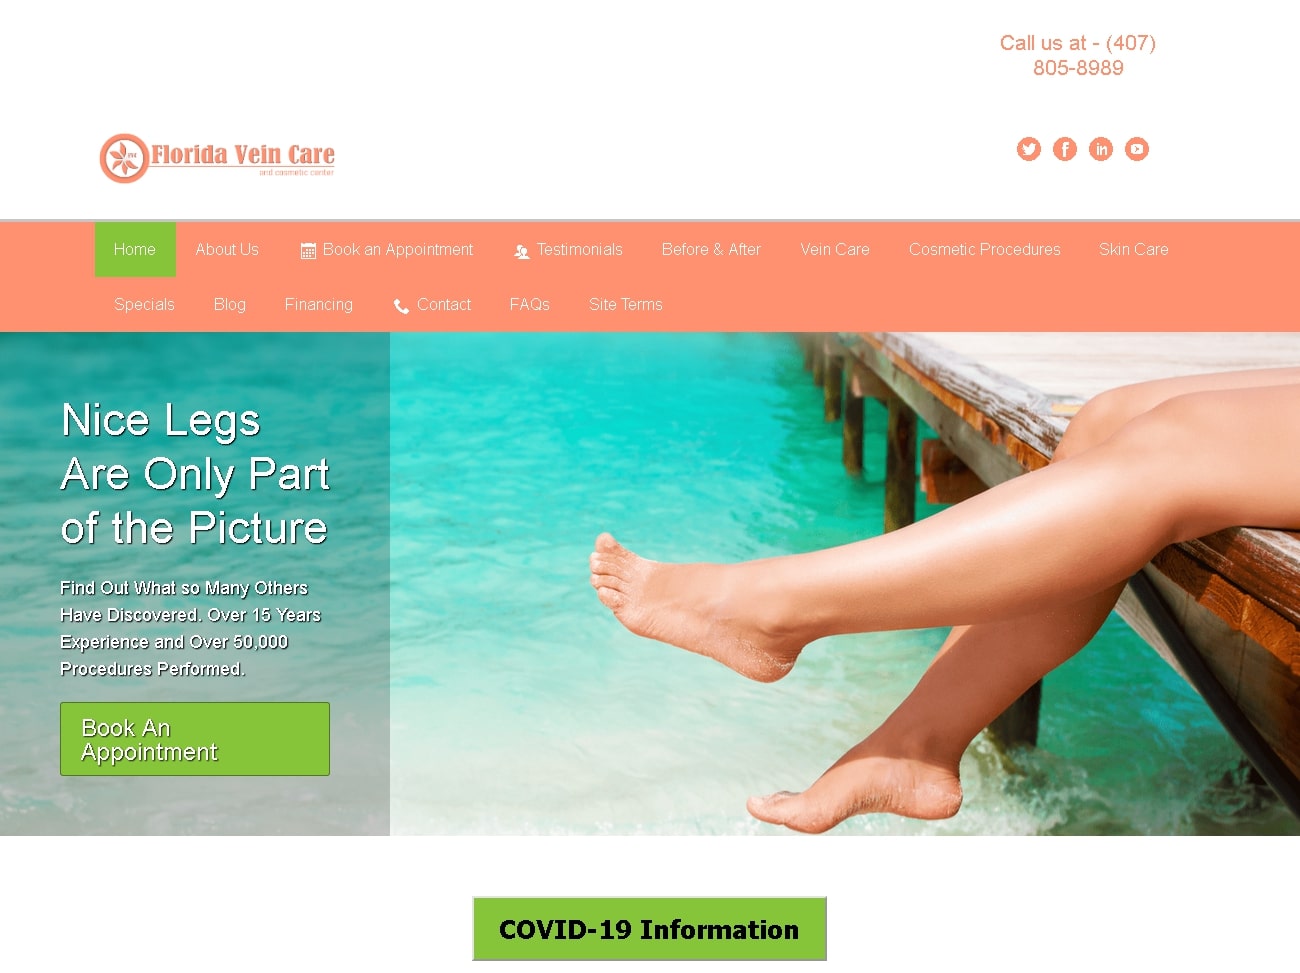 Call us at - (407)
805-8989
Florida Vein Care
and cosmetic center
Home
About Us
Book an Appointment
Testimonials
Before & After
Vein Care
Cosmetic Procedures
Skin Care
Specials
Blog
Financing
Contact
FAQs
Site Terms
Nice Legs
Are Only Part
of the Picture
Find Out What so Many Others
Have Discovered. Over 15 Years
Experience and Over 50,000
Procedures Performed.
Book An
Appointment
COVID-19 Information